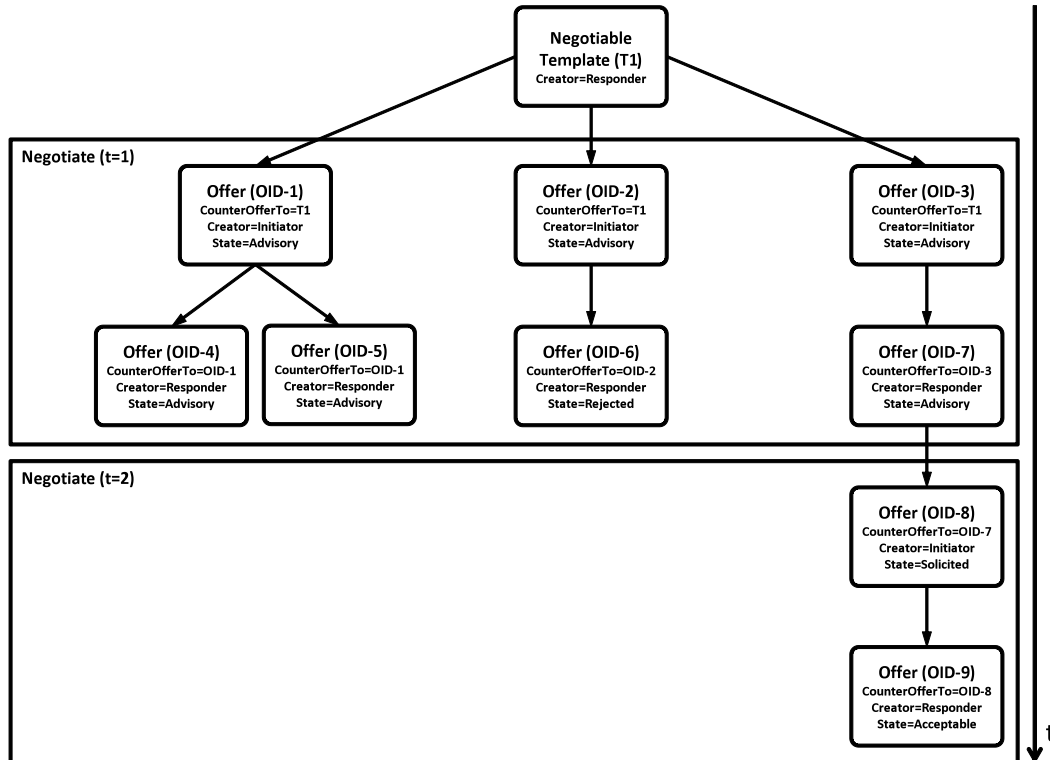 Negotiable
Template (T1)
Creator=Responder
Negotiate (t=1)
Offer (OID-1)
CounterOfferTo=T1
Creator=Initiator
State=Advisory
Offer (OID-2)
CounterOfferTo=T1
Creator=Initiator
State=Advisory
Offer (OID-3)
CounterOfferTo=T1
Creator=Initiator
State=Advisory
Offer (OID-4)
CounterOfferTo=OID-1
Creator=Responder
State=Advisory
Offer (OID-5)
CounterOfferTo=OID-1
Creator=Responder
State=Advisory
Offer (OID-6)
CounterOfferTo=OID-2
Creator=Responder
State=Rejected
Offer (OID-7)
CounterOfferTo=OID-3
Creator=Responder
State=Advisory
Negotiate (t=2)
Offer (OID-8)
CounterOfferTo=OID-7
Creator=Initiator
State=Solicited
Offer (OID-9)
CounterOfferTo=OID-8
Creator=Responder
State=Acceptable
t